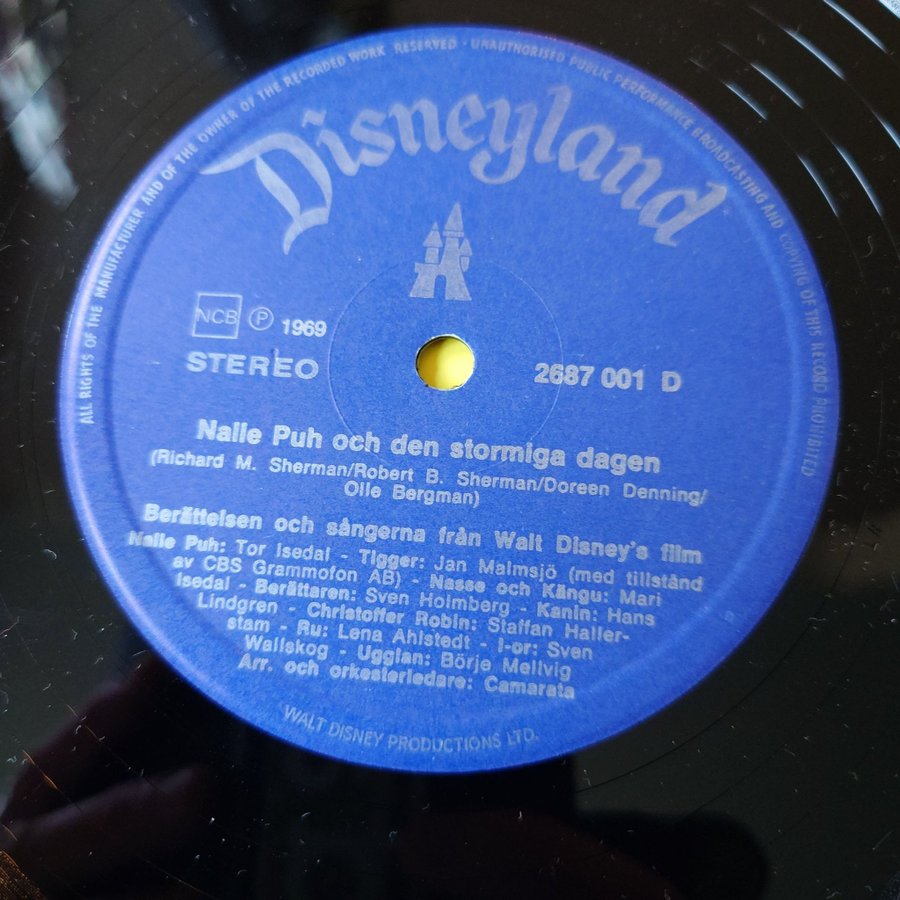 ALL RIGHTS OF THE MANUFACTURER AND OF THE OWNER OF THE RECORDED WORK RESERVED - UNAUTHORISED PUBLIC PERFORMANCE BROADCASTING AND COPYING OF THIS RECORD PROHIBITED
Disneyland
NCB Ⓟ 1969
STEREO
2687 001 D
Nalle Puh och den stormiga dagen
(Richard M. Sherman/Robert B. Sherman/Doreen Denning/
Olle Bergman)
Berättelsen och sångerna från Walt Disney's film
Nalle Puh: Tor Isedal - Tigger: Jan Malmsjö (med tillstånd
av CBS Grammofon AB) - Nasse och Kängu: Mari
Isedal - Berättaren: Sven Holmberg - Kanin: Hans
Lindgren - Christoffer Robin: Staffan Haller-
stam - Ru: Lena Ahlstedt - I-or: Sven
Wallskog - Ugglan: Börje Mellvig
Arr. och orkesterledare: Camarata
WALT DISNEY PRODUCTIONS LTD.